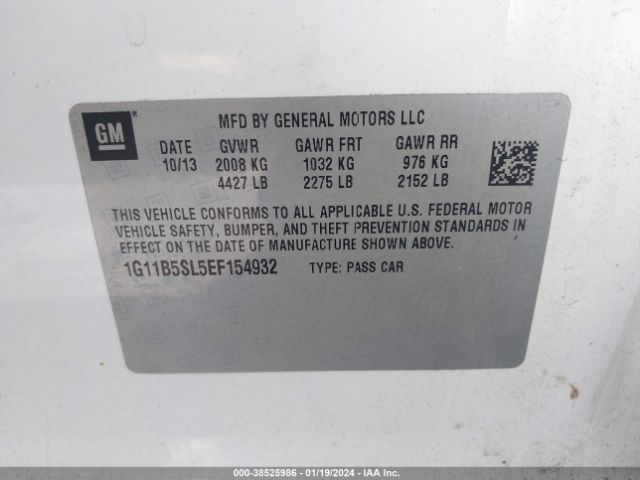 GM
MFD BY GENERAL MOTORS LLC
DATE GVWR GAWR FRT GAWR RR
10/13 2008 KG 1032 KG 976 KG
4427 LB 2275 LB 2152 LB
THIS VEHICLE CONFORMS TO ALL APPLICABLE U.S. FEDERAL MOTOR
VEHICLE SAFETY, BUMPER, AND THEFT PREVENTION STANDARDS IN
EFFECT ON THE DATE OF MANUFACTURE SHOWN ABOVE.
1G11B5SL5EF154932 TYPE: PASS CAR
000-38525986 - 01/19/2024 - IAAI.COM